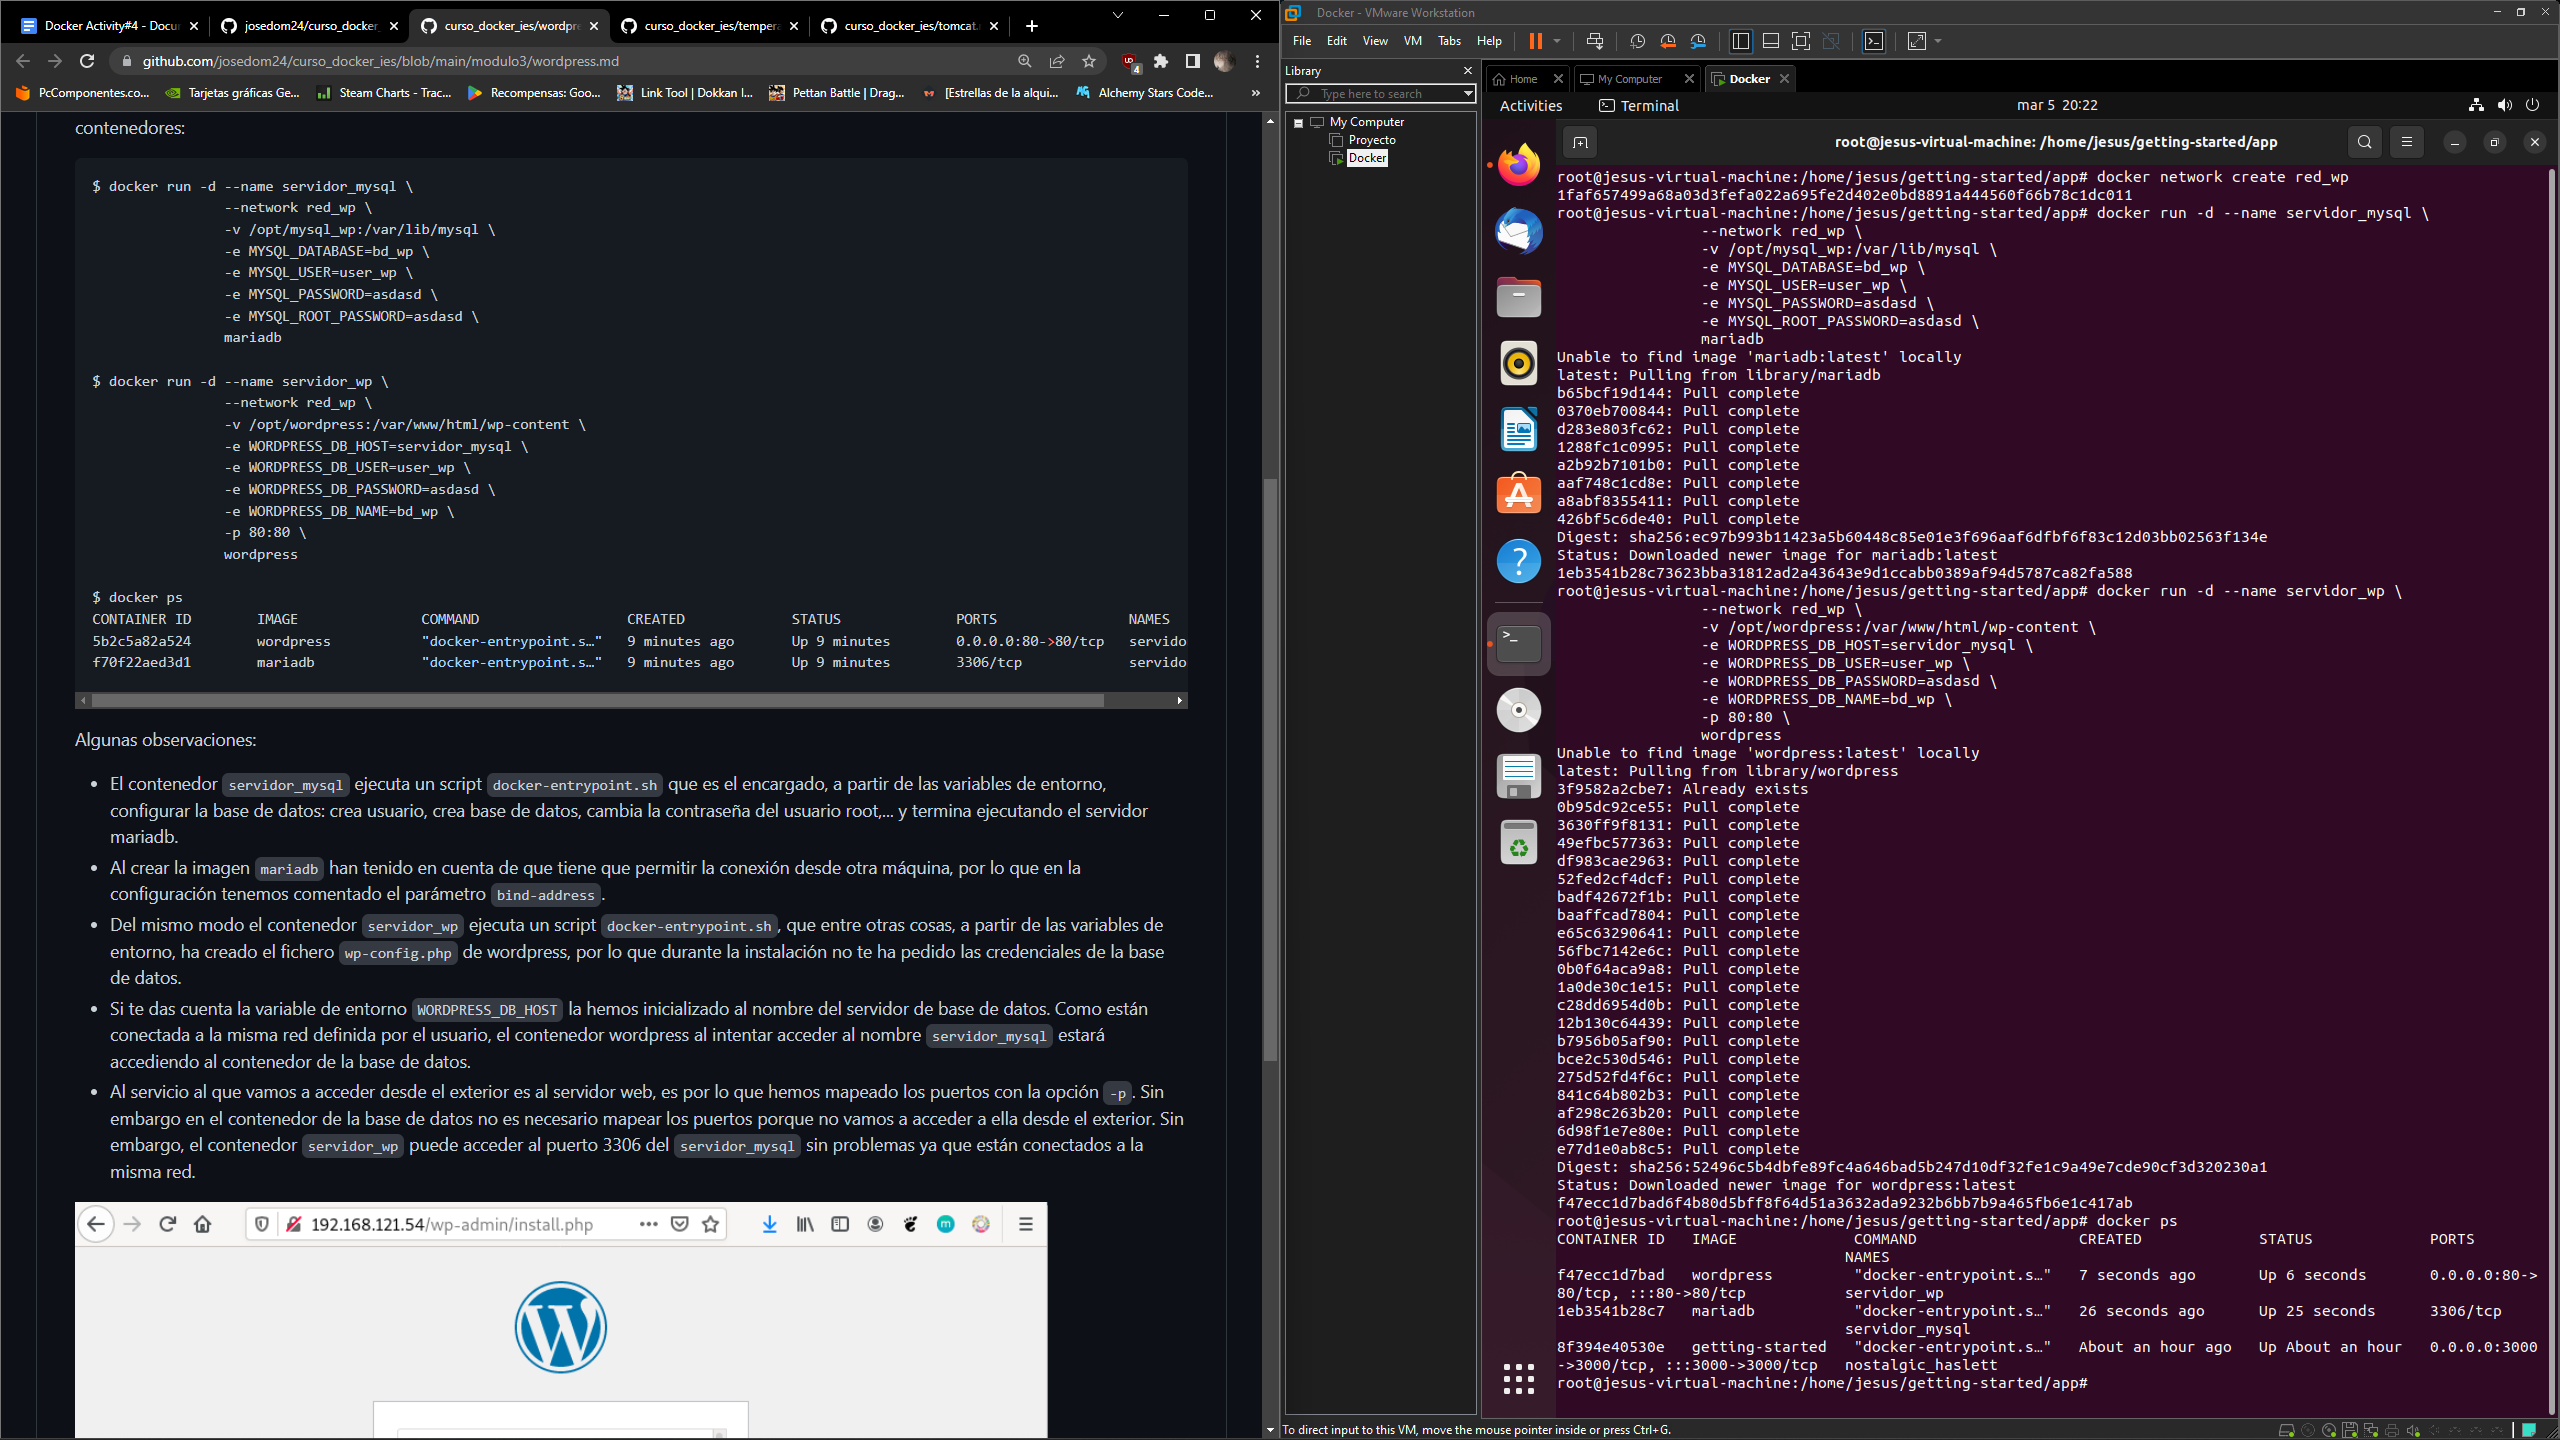 Docker Activity#4 - Docum
josedom24/curso_docker_
curso_docker_ies/wordpre
curso_docker_ies/tempera
curso_docker_ies/tomcat.
github.com/josedom24/curso_docker_ies/blob/main/modulo3/wordpress.md
4
PcComponentes.co...
Tarjetas gráficas Ge...
Steam Charts - Trac...
Recompensas: Goo...
Link Tool | Dokkan I...
Pettan Battle | Drag...
[Estrellas de la alqui...
Alchemy Stars Code...
»
contenedores:
$ docker run -d --name servidor_mysql \
--network red_wp \
-v /opt/mysql_wp:/var/lib/mysql \
-e MYSQL_DATABASE=bd_wp \
-e MYSQL_USER=user_wp \
-e MYSQL_PASSWORD=asdasd \
-e MYSQL_ROOT_PASSWORD=asdasd \
mariadb
$ docker run -d --name servidor_wp \
--network red_wp \
-v /opt/wordpress:/var/www/html/wp-content \
-e WORDPRESS_DB_HOST=servidor_mysql \
-e WORDPRESS_DB_USER=user_wp \
-e WORDPRESS_DB_PASSWORD=asdasd \
-e WORDPRESS_DB_NAME=bd_wp \
-p 80:80 \
wordpress
$ docker ps
CONTAINER ID IMAGE COMMAND CREATED STATUS PORTS NAMES
5b2c5a82a524 wordpress "docker-entrypoint.s…" 9 minutes ago Up 9 minutes 0.0.0.0:80->80/tcp servido
f70f22aed3d1 mariadb "docker-entrypoint.s…" 9 minutes ago Up 9 minutes 3306/tcp servido
Algunas observaciones:
• El contenedor servidor_mysql ejecuta un script docker-entrypoint.sh que es el encargado, a partir de las variables de entorno,
configurar la base de datos: crea usuario, crea base de datos, cambia la contraseña del usuario root,... y termina ejecutando el servidor
mariadb.
• Al crear la imagen mariadb han tenido en cuenta de que tiene que permitir la conexión desde otra máquina, por lo que en la
configuración tenemos comentado el parámetro bind-address.
• Del mismo modo el contenedor servidor_wp ejecuta un script docker-entrypoint.sh, que entre otras cosas, a partir de las variables de
entorno, ha creado el fichero wp-config.php de wordpress, por lo que durante la instalación no te ha pedido las credenciales de la base
de datos.
• Si te das cuenta la variable de entorno WORDPRESS_DB_HOST la hemos inicializado al nombre del servidor de base de datos. Como están
conectada a la misma red definida por el usuario, el contenedor wordpress al intentar acceder al nombre servidor_mysql estará
accediendo al contenedor de la base de datos.
• Al servicio al que vamos a acceder desde el exterior es al servidor web, es por lo que hemos mapeado los puertos con la opción -p. Sin
embargo en el contenedor de la base de datos no es necesario mapear los puertos porque no vamos a acceder a ella desde el exterior. Sin
embargo, el contenedor servidor_wp puede acceder al puerto 3306 del servidor_mysql sin problemas ya que están conectados a la
misma red.
192.168.121.54/wp-admin/install.php
Docker - VMware Workstation
File Edit View VM Tabs Help
Library
Type here to search
My Computer
Proyecto
Docker
Home
My Computer
Docker
Activities
Terminal
mar 5 20:22
root@jesus-virtual-machine: /home/jesus/getting-started/app
root@jesus-virtual-machine:/home/jesus/getting-started/app# docker network create red_wp
1faf657499a68a03d3fefa022a695fe2d402e0bd8891a444560f66b78c1dc011
root@jesus-virtual-machine:/home/jesus/getting-started/app# docker run -d --name servidor_mysql \
--network red_wp \
-v /opt/mysql_wp:/var/lib/mysql \
-e MYSQL_DATABASE=bd_wp \
-e MYSQL_USER=user_wp \
-e MYSQL_PASSWORD=asdasd \
-e MYSQL_ROOT_PASSWORD=asdasd \
mariadb
Unable to find image 'mariadb:latest' locally
latest: Pulling from library/mariadb
b65bcf19d144: Pull complete
0370eb700844: Pull complete
d283e803fc62: Pull complete
1288fc1c0995: Pull complete
a2b92b7101b0: Pull complete
aaf748c1cd8e: Pull complete
a8abf8355411: Pull complete
426bf5c6de40: Pull complete
Digest: sha256:ec97b993b11423a5b60448c85e01e3f696aaf6dfbf6f83c12d03bb02563f134e
Status: Downloaded newer image for mariadb:latest
1eb3541b28c73623bba31812ad2a43643e9d1ccabb0389af94d5787ca82fa588
root@jesus-virtual-machine:/home/jesus/getting-started/app# docker run -d --name servidor_wp \
--network red_wp \
-v /opt/wordpress:/var/www/html/wp-content \
-e WORDPRESS_DB_HOST=servidor_mysql \
-e WORDPRESS_DB_USER=user_wp \
-e WORDPRESS_DB_PASSWORD=asdasd \
-e WORDPRESS_DB_NAME=bd_wp \
-p 80:80 \
wordpress
Unable to find image 'wordpress:latest' locally
latest: Pulling from library/wordpress
3f9582a2cbe7: Already exists
0b95dc92ce55: Pull complete
3630ff9f8131: Pull complete
49efbc577363: Pull complete
df983cae2963: Pull complete
52fed2cf4dcf: Pull complete
badf42672f1b: Pull complete
baaffcad7804: Pull complete
e65c63290641: Pull complete
56fbc7142e6c: Pull complete
0b0f64aca9a8: Pull complete
1a0de30c1e15: Pull complete
c28dd6954d0b: Pull complete
12b130c64439: Pull complete
b7956b05af90: Pull complete
bce2c530d546: Pull complete
275d52fd4f6c: Pull complete
841c64b802b3: Pull complete
af298c263b20: Pull complete
6d98f1e7e80e: Pull complete
e77d1e0ab8c5: Pull complete
Digest: sha256:52496c5b4dbfe89fc4a646bad5b247d10df32fe1c9a49e7cde90cf3d320230a1
Status: Downloaded newer image for wordpress:latest
f47ecc1d7bad6f4b80d5bff8f64d51a3632ada9232b6bb7b9a465fb6e1c417ab
root@jesus-virtual-machine:/home/jesus/getting-started/app# docker ps
CONTAINER ID IMAGE COMMAND CREATED STATUS PORTS
NAMES
f47ecc1d7bad wordpress "docker-entrypoint.s…" 7 seconds ago Up 6 seconds 0.0.0.0:80->
80/tcp, :::80->80/tcp servidor_wp
1eb3541b28c7 mariadb "docker-entrypoint.s…" 26 seconds ago Up 25 seconds 3306/tcp
servidor_mysql
8f394e40530e getting-started "docker-entrypoint.s…" About an hour ago Up About an hour 0.0.0.0:3000
->3000/tcp, :::3000->3000/tcp nostalgic_haslett
root@jesus-virtual-machine:/home/jesus/getting-started/app#
To direct input to this VM, move the mouse pointer inside or press Ctrl+G.